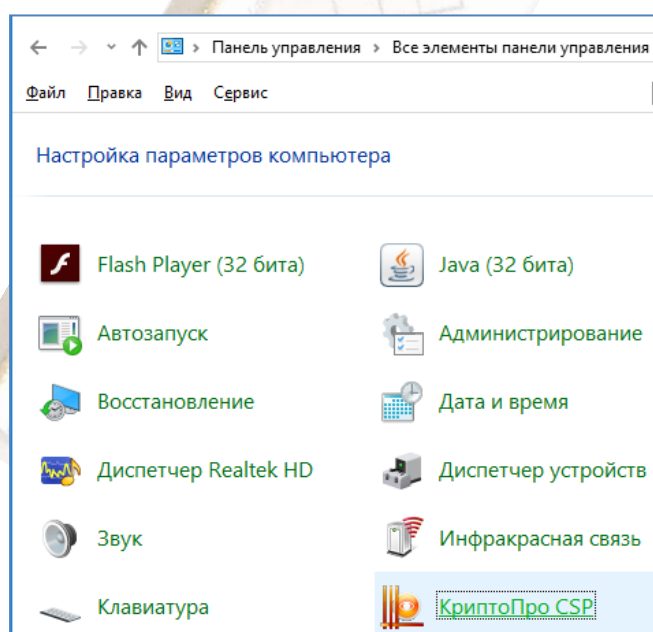 Панель управления › Все элементы панели управления
Файл Правка Вид Сервис
Настройка параметров компьютера
Flash Player (32 бита) Java (32 бита)
Автозапуск Администрирование
Восстановление Дата и время
Диспетчер Realtek HD Диспетчер устройств
Звук Инфракрасная связь
Клавиатура КриптоПро CSP